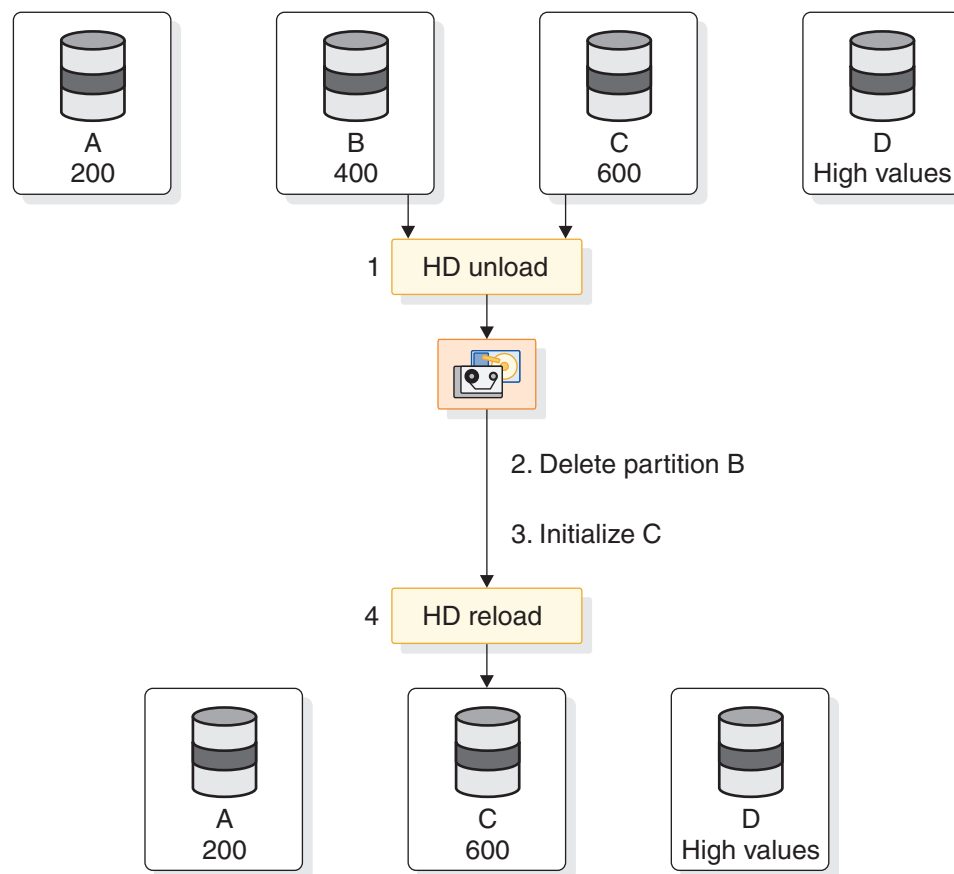 A
200
B
400
C
600
D
High values
1
HD unload
2. Delete partition B
3. Initialize C
4
HD reload
A
200
C
600
D
High values